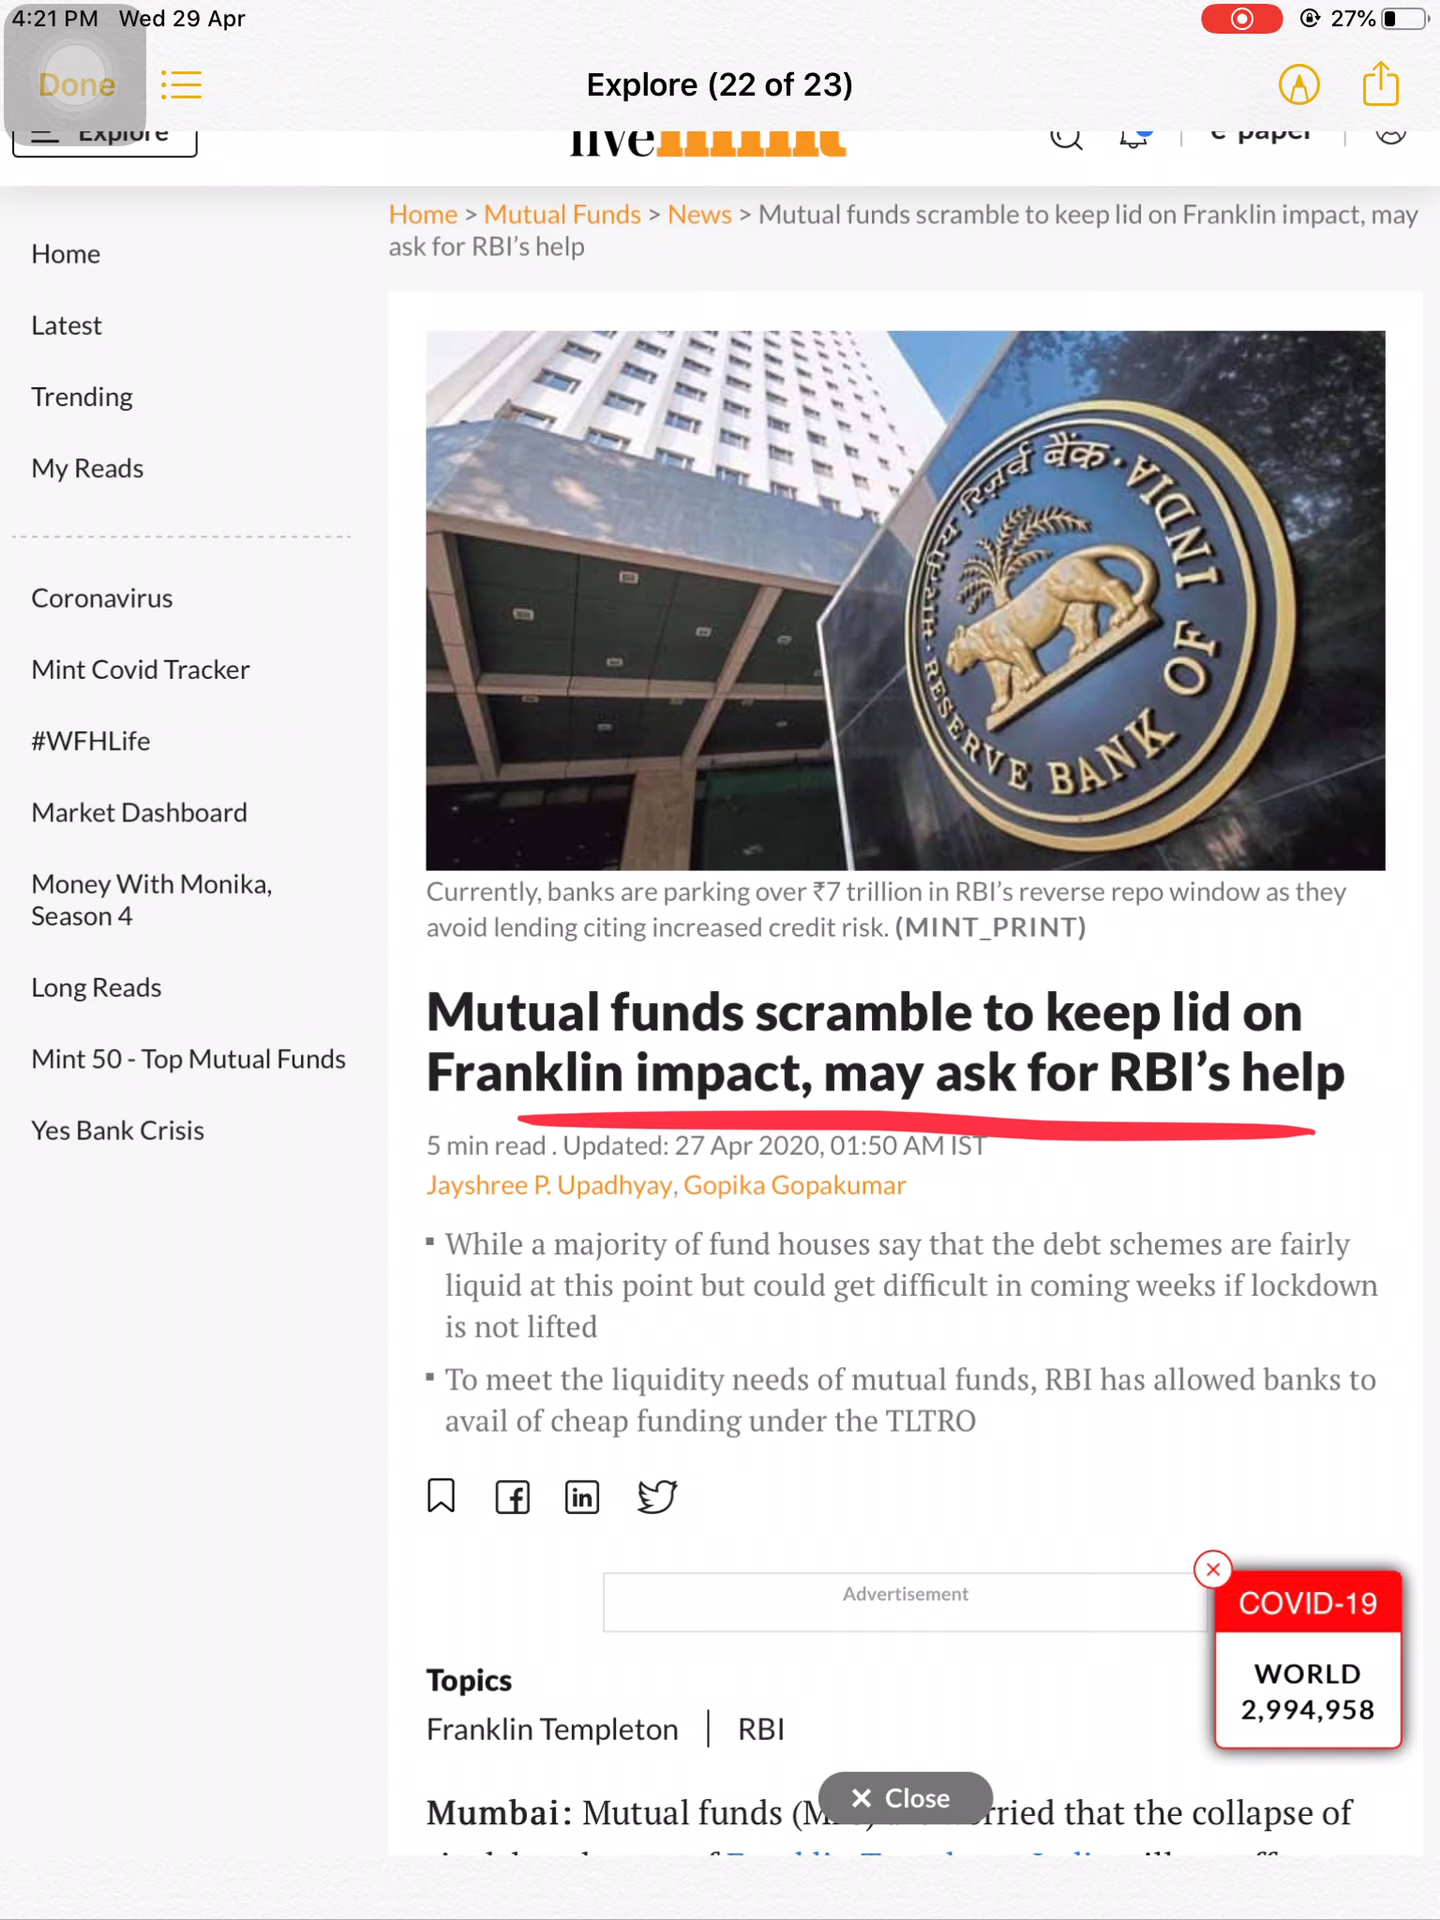 4:21 PM Wed 29 Apr
27%
Done
Explore (22 of 23)
Explore
livemint
e-paper
Home > Mutual Funds > News > Mutual funds scramble to keep lid on Franklin impact, may
ask for RBI's help
Home
Latest
Trending
My Reads
Coronavirus
Mint Covid Tracker
#WFHLife
Market Dashboard
Money With Monika,
Season 4
Long Reads
Mint 50 - Top Mutual Funds
Yes Bank Crisis
भारतीय रिज़र्व बैंक • RESERVE BANK OF INDIA
Currently, banks are parking over ₹7 trillion in RBI's reverse repo window as they
avoid lending citing increased credit risk. (MINT_PRINT)
Mutual funds scramble to keep lid on
Franklin impact, may ask for RBI's help
5 min read . Updated: 27 Apr 2020, 01:50 AM IST
Jayshree P. Upadhyay, Gopika Gopakumar
▪ While a majority of fund houses say that the debt schemes are fairly
liquid at this point but could get difficult in coming weeks if lockdown
is not lifted
▪ To meet the liquidity needs of mutual funds, RBI has allowed banks to
avail of cheap funding under the TLTRO
Advertisement
COVID-19
WORLD
2,994,958
Topics
Franklin Templeton | RBI
× Close
Mumbai: Mutual funds that the collapse of